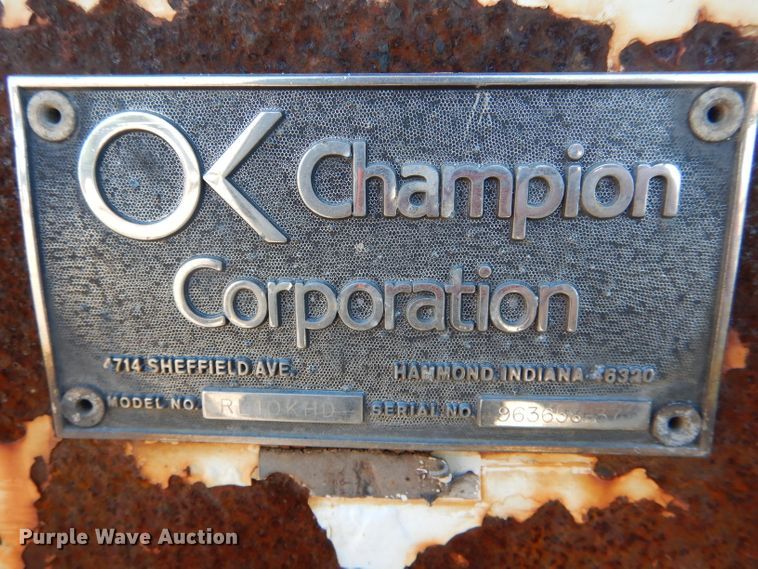 OK Champion
Corporation
4714 SHEFFIELD AVE. HAMMOND, INDIANA 46320
MODEL NO. SERIAL NO.
Purple Wave Auction